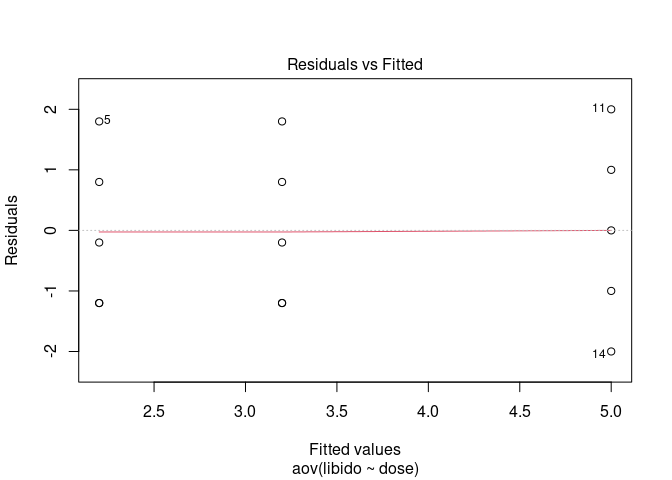 Residuals vs Fitted
2
1
0
-1
-2
Residuals
5
11
14
2.5 3.0 3.5 4.0 4.5 5.0
Fitted values
aov(libido ~ dose)